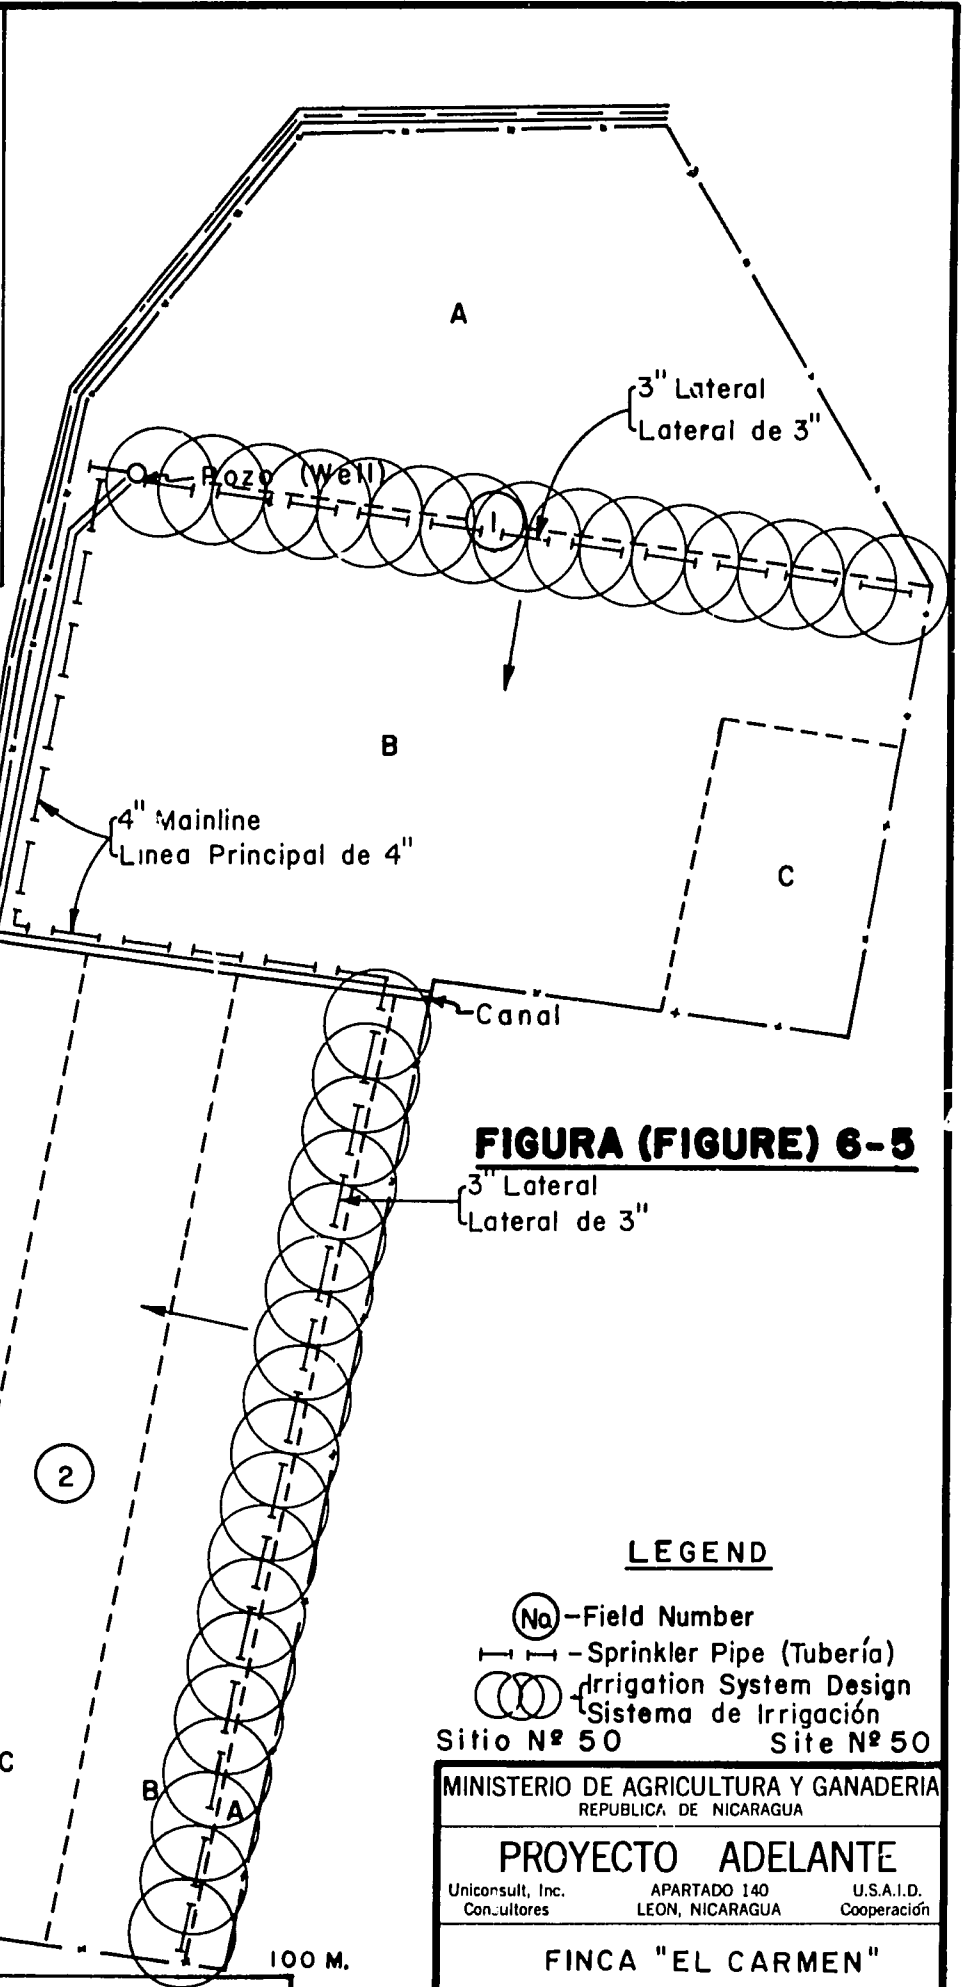 A
3" Lateral
Lateral de 3"
Pozo (Well)
1
B
4" Mainline
Linea Principal de 4"
C
Canal
FIGURA (FIGURE) 6-5
3" Lateral
Lateral de 3"
2
LEGEND
No - Field Number
- Sprinkler Pipe (Tubería)
Irrigation System Design
Sistema de Irrigación
Sitio Nº 50 Site Nº 50
C
B
A
MINISTERIO DE AGRICULTURA Y GANADERIA
REPUBLICA DE NICARAGUA
PROYECTO ADELANTE
Uniconsult, Inc. APARTADO 140 U.S.A.I.D.
Consultores LEON, NICARAGUA Cooperación
100 M.
FINCA "EL CARMEN"